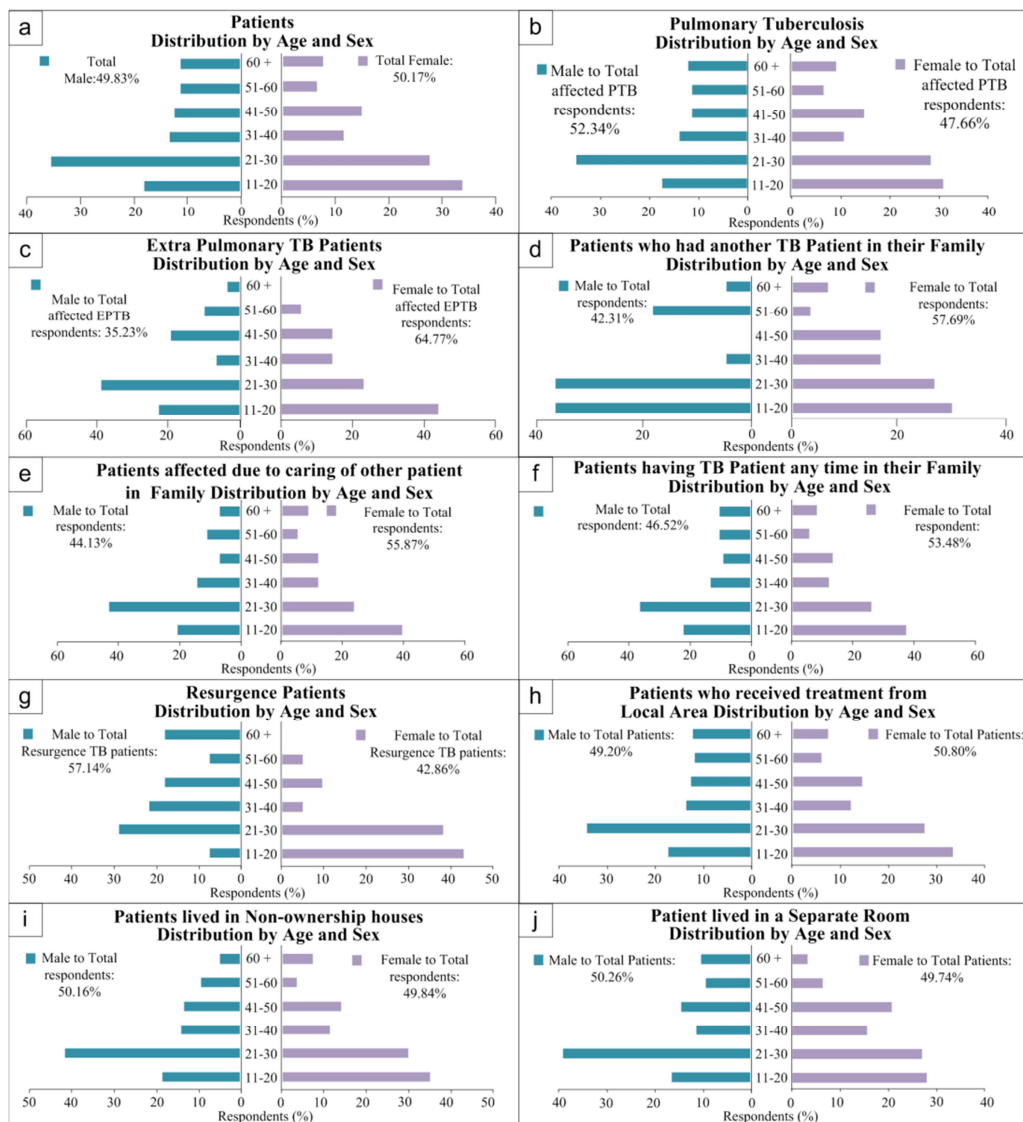 a
Patients
Distribution by Age and Sex
Total
Male:49.83%
Total Female:
50.17%
60 +
51-60
41-50
31-40
21-30
11-20
40 30 20 10 0 0 10 20 30 40
Respondents (%)
b
Pulmonary Tuberculosis
Distribution by Age and Sex
Male to Total
affected PTB
respondents:
52.34%
Female to Total
affected PTB
respondents:
47.66%
60 +
51-60
41-50
31-40
21-30
11-20
40 30 20 10 0 0 10 20 30 40
Respondents (%)
c
Extra Pulmonary TB Patients
Distribution by Age and Sex
Male to Total
affected EPTB
respondents: 35.23%
Female to Total
affected EPTB
respondents:
64.77%
60 +
51-60
41-50
31-40
21-30
11-20
60 40 20 0 0 20 40 60
Respondents (%)
d
Patients who had another TB Patient in their Family
Distribution by Age and Sex
Male to Total
respondents:
42.31%
Female to Total
respondents:
57.69%
60 +
51-60
41-50
31-40
21-30
11-20
40 20 0 0 20 40
Respondents (%)
e
Patients affected due to caring of other patient
in Family Distribution by Age and Sex
Male to Total
respondents:
44.13%
Female to Total
respondents:
55.87%
60 +
51-60
41-50
31-40
21-30
11-20
60 40 20 0 0 20 40 60
Respondents (%)
f
Patients having TB Patient any time in their Family
Distribution by Age and Sex
Male to Total
respondent: 46.52%
Female to Total
respondent:
53.48%
60 +
51-60
41-50
31-40
21-30
11-20
60 40 20 0 0 20 40 60
Respondents (%)
g
Resurgence Patients
Distribution by Age and Sex
Male to Total
Resurgence TB patients:
57.14%
Female to Total
Resurgence TB patients:
42.86%
60 +
51-60
41-50
31-40
21-30
11-20
50 40 30 20 10 0 0 10 20 30 40 50
Respondents (%)
h
Patients who received treatment from
Local Area Distribution by Age and Sex
Male to Total Patients:
49.20%
Female to Total Patients:
50.80%
60 +
51-60
41-50
31-40
21-30
11-20
40 30 20 10 0 0 10 20 30 40
Respondents (%)
i
Patients lived in Non-ownership houses
Distribution by Age and Sex
Male to Total
respondents:
50.16%
Female to Total
respondents:
49.84%
60 +
51-60
41-50
31-40
21-30
11-20
50 40 30 20 10 0 0 10 20 30 40 50
Respondents (%)
j
Patient lived in a Separate Room
Distribution by Age and Sex
Male to Total Patients:
50.26%
Female to Total Patients:
49.74%
60 +
51-60
41-50
31-40
21-30
11-20
40 30 20 10 0 0 10 20 30 40
Respondents (%)